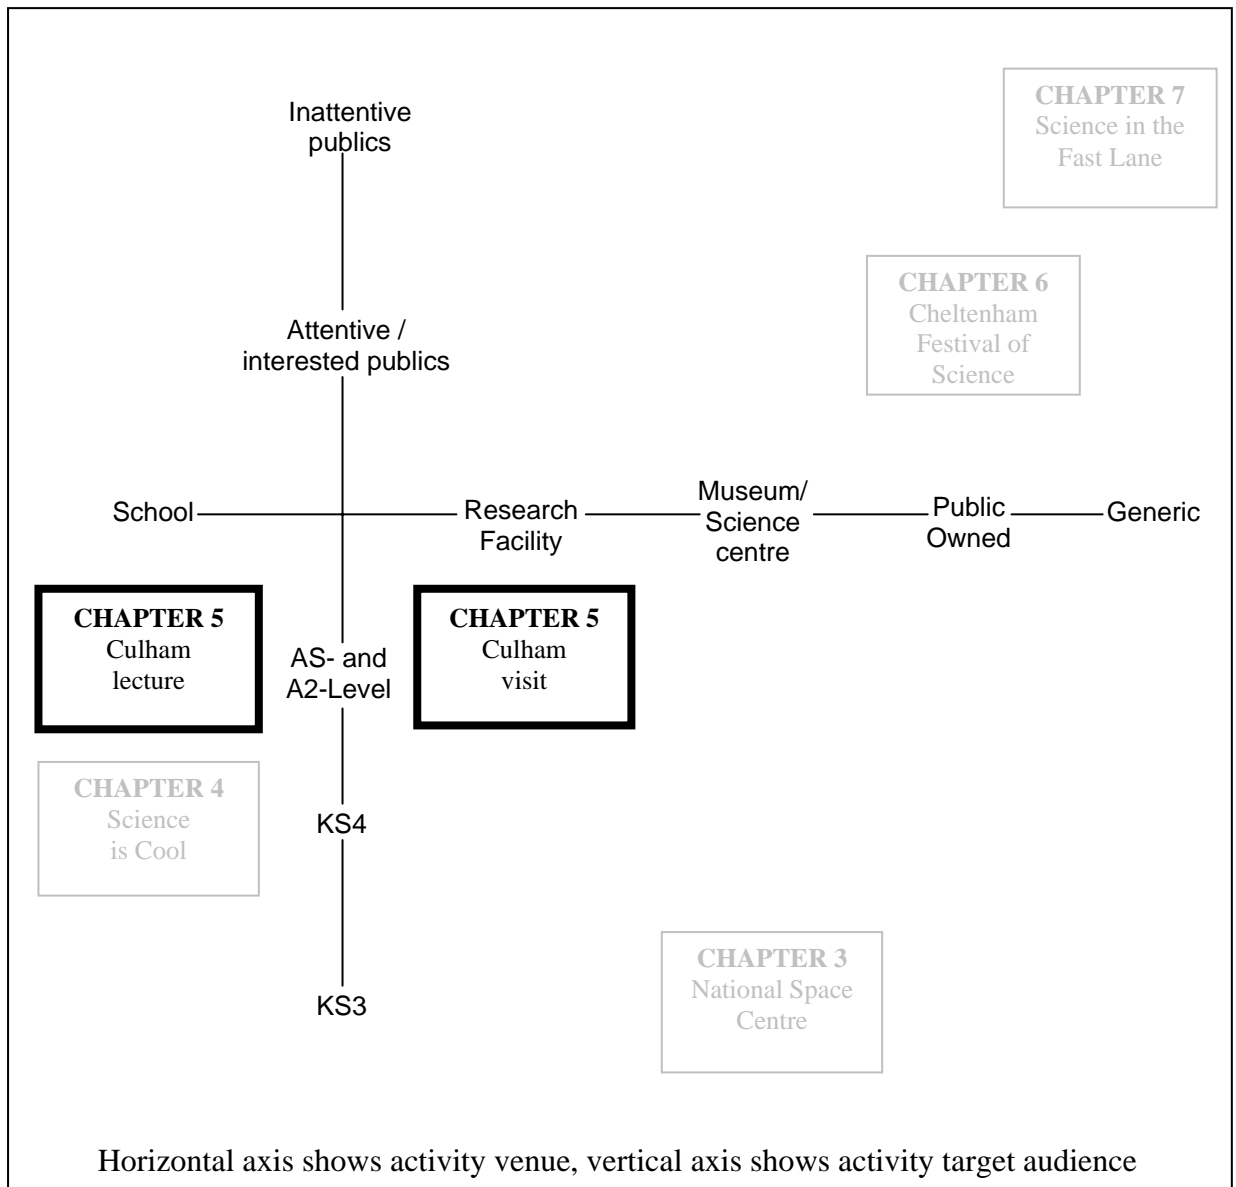 CHAPTER 7
Science in the
Fast Lane
Inattentive
publics
CHAPTER 6
Cheltenham
Festival of
Science
Attentive /
interested publics
School
Research
Facility
Museum/
Science
centre
Public
Owned
Generic
CHAPTER 5
Culham
lecture
AS- and
A2-Level
CHAPTER 5
Culham
visit
CHAPTER 4
Science
is Cool
KS4
CHAPTER 3
National Space
Centre
KS3
Horizontal axis shows activity venue, vertical axis shows activity target audience